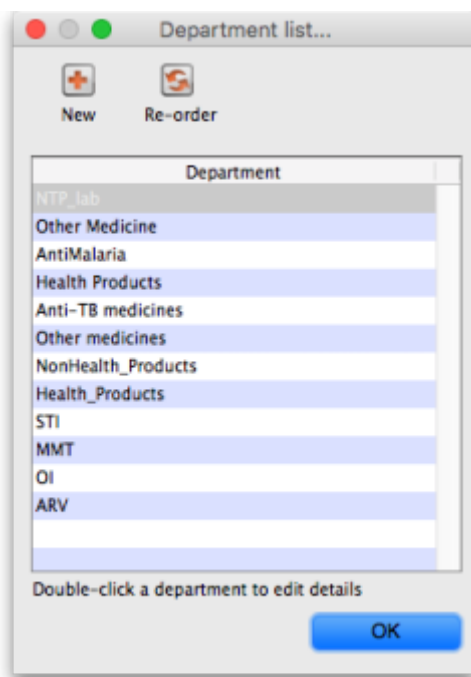 Department list...
New Re-order
Department
NTP_lab
Other Medicine
AntiMalaria
Health Products
Anti-TB medicines
Other medicines
NonHealth_Products
Health_Products
STI
MMT
OI
ARV
Double-click a department to edit details
OK